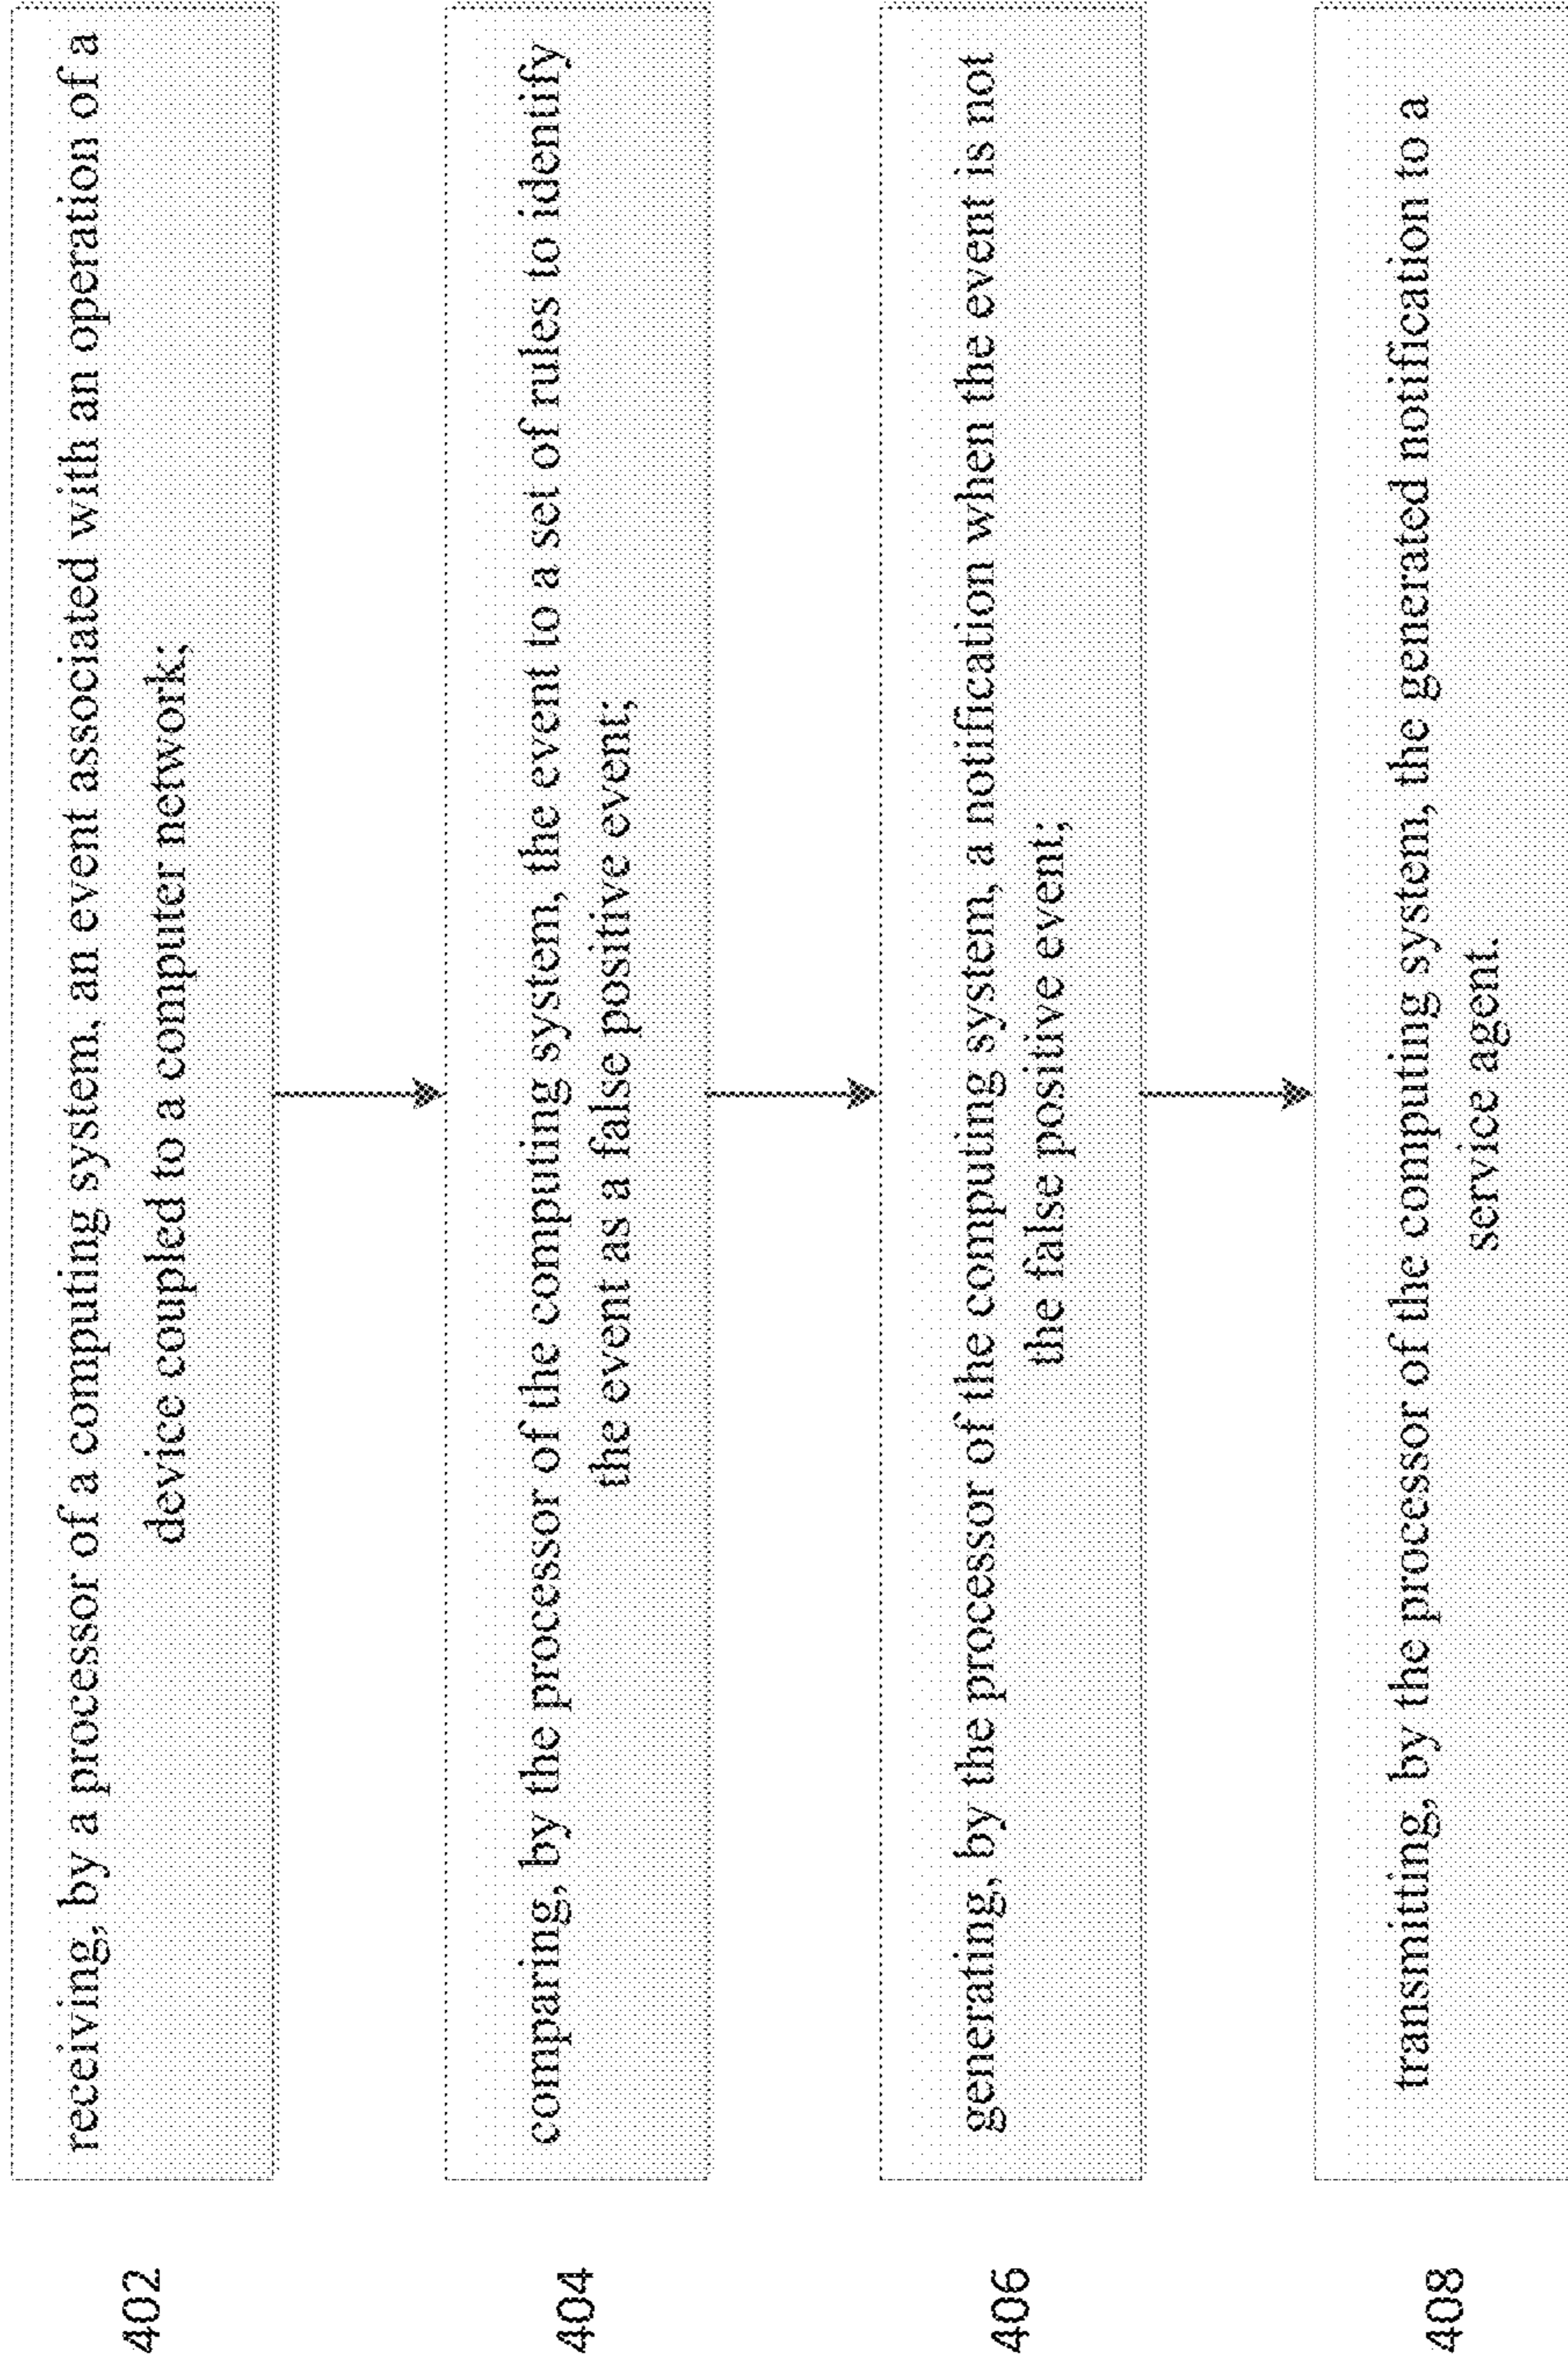 402
receiving, by a processor of a computing system, an event associated with an operation of a
device coupled to a computer network;
404
comparing, by the processor of the computing system, the event to a set of rules to identify
the event as a false positive event;
406
generating, by the processor of the computing system, a notification when the event is not
the false positive event;
408
transmitting, by the processor of the computing system, the generated notification to a
service agent.